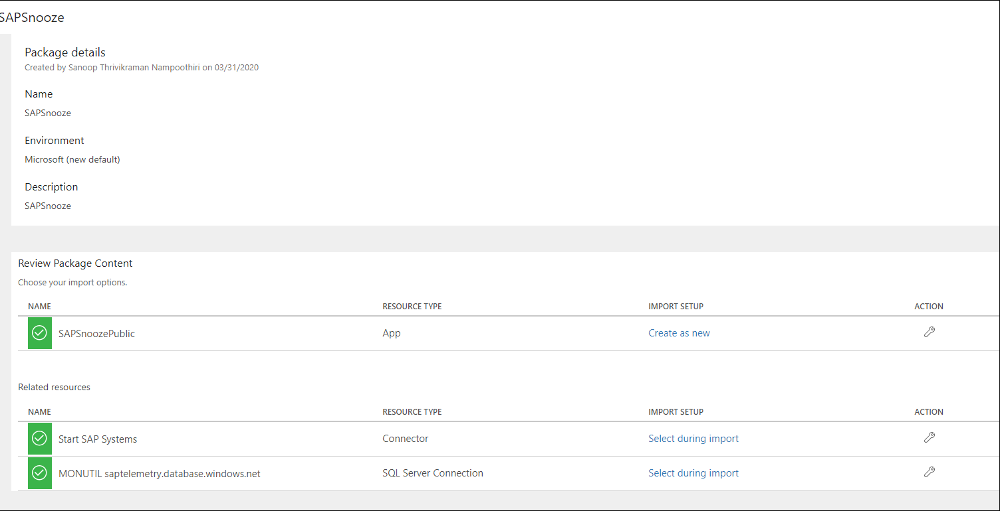 SAPSnooze
Package details
Created by Sanoop Thrivikraman Nampoothiri on 03/31/2020
Name
SAPSnooze
Environment
Microsoft (new default)
Description
SAPSnooze
Review Package Content
Choose your import options.
NAME RESOURCE TYPE IMPORT SETUP ACTION
SAPSnoozePublic App Create as new
Related resources
NAME RESOURCE TYPE IMPORT SETUP ACTION
Start SAP Systems Connector Select during import
MONUTIL saptelemetry.database.windows.net SQL Server Connection Select during import